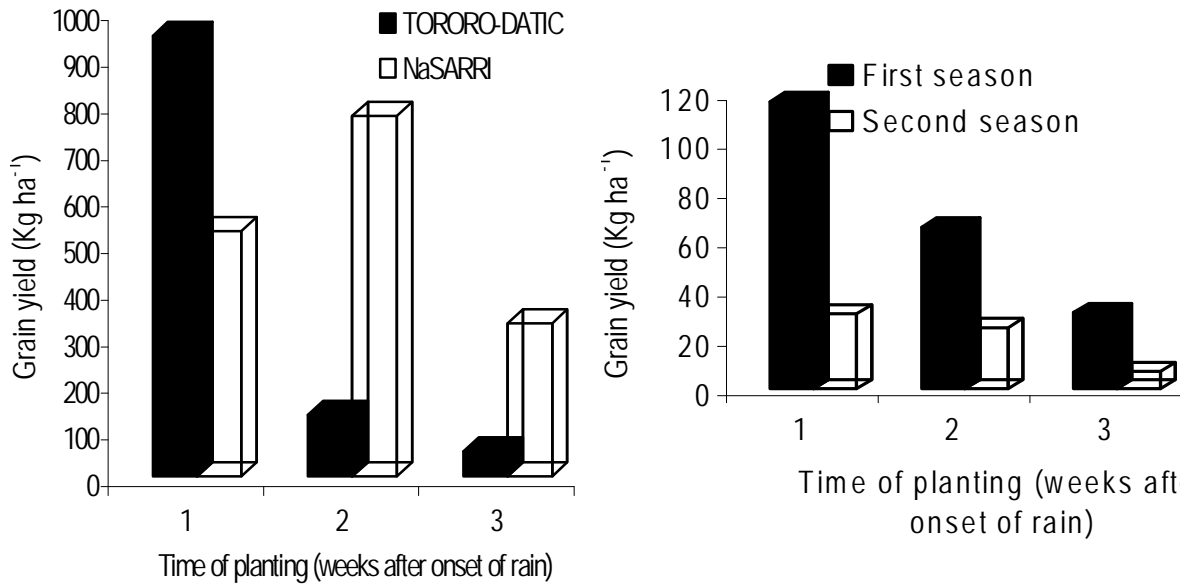 Grain yield (Kg ha⁻¹)
1000
900
800
700
600
500
400
300
200
100
0
TORORO-DATIC
NaSARRI
1 2 3
Time of planting (weeks after onset of rain)
Grain yield (Kg ha⁻¹)
120
100
80
60
40
20
0
First season
Second season
1 2 3
Time of planting (weeks aft
onset of rain)